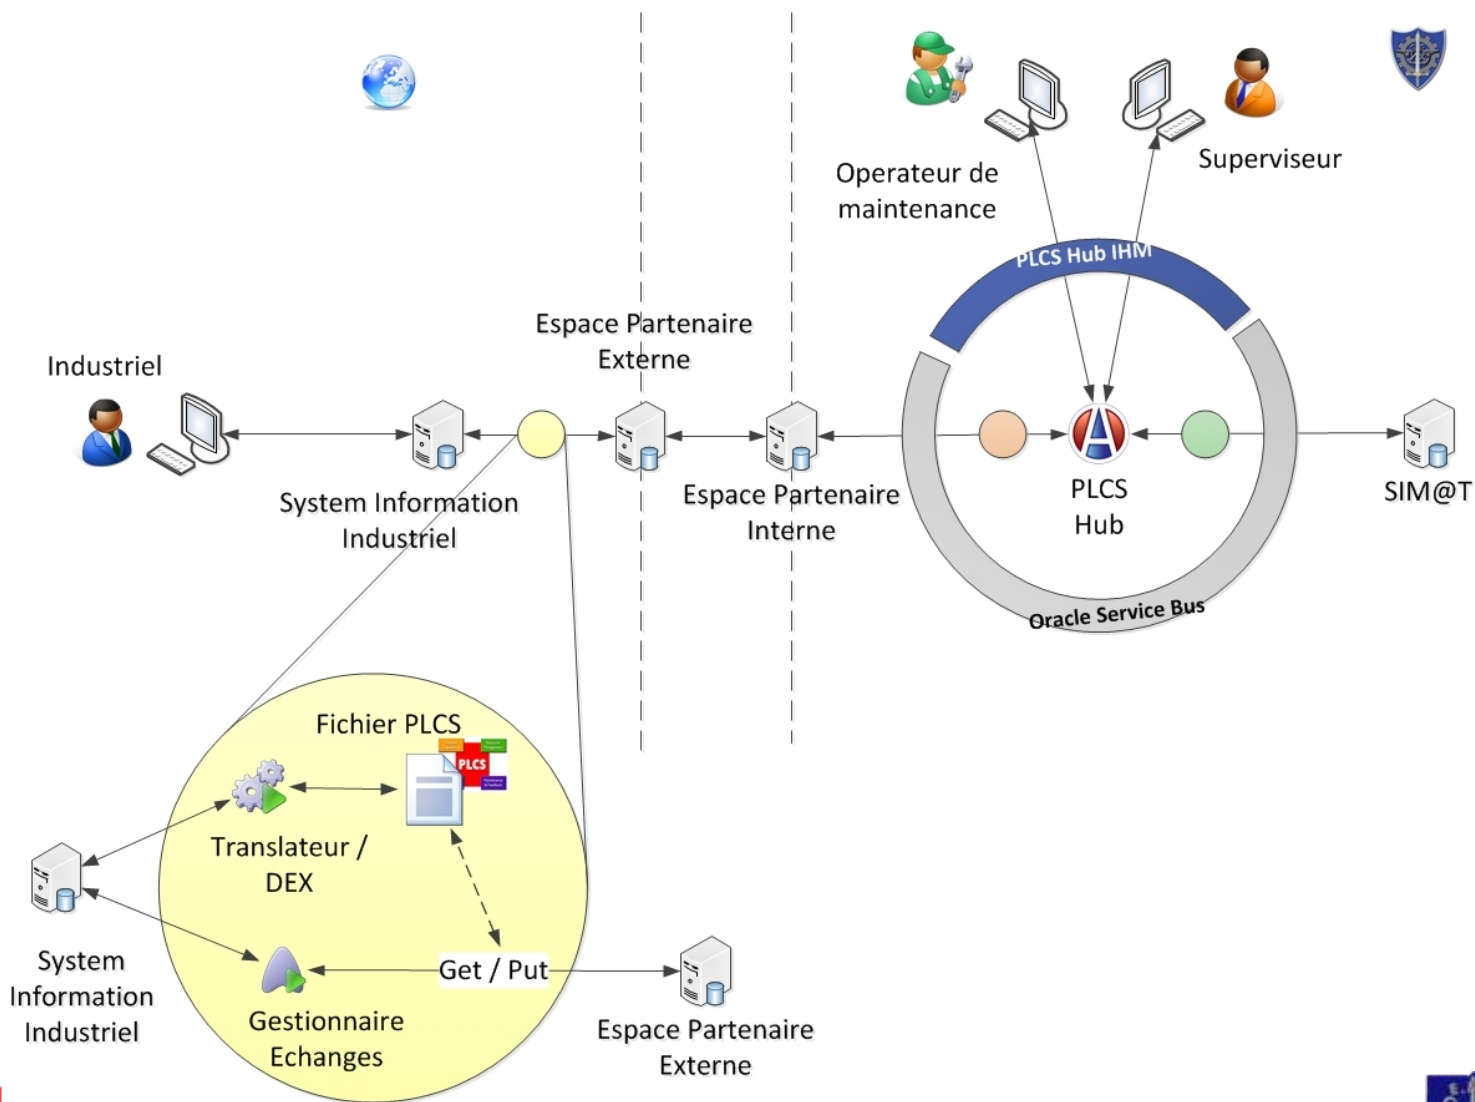 Operateur de
maintenance
Superviseur
PLCS Hub IHM
Espace Partenaire
Externe
Industriel
System Information
Industriel
Espace Partenaire
Interne
PLCS
Hub
SIM@T
Oracle Service Bus
Fichier PLCS
PLCS
Translateur /
DEX
System
Information
Industriel
Get / Put
Gestionnaire
Echanges
Espace Partenaire
Externe